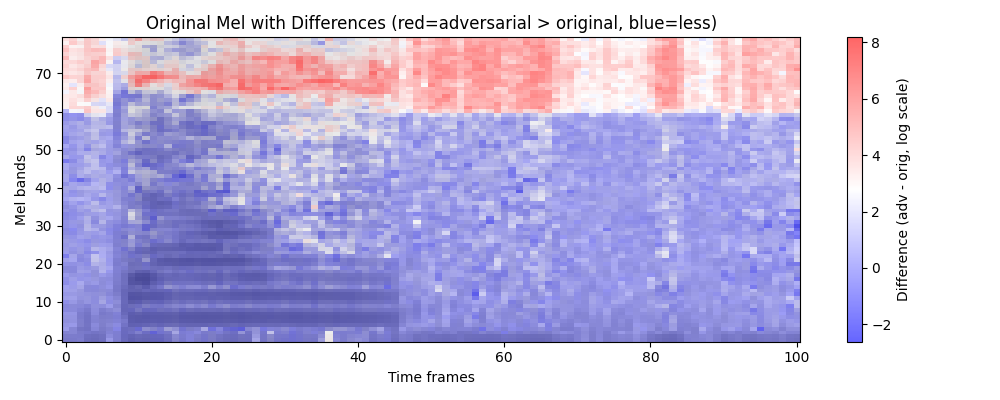 Original Mel with Differences (red=adversarial > original, blue=less)
Mel bands
70
60
50
40
30
20
10
0
0 20 40 60 80 100
Time frames
8
6
4
2
0
−2
Difference (adv - orig, log scale)